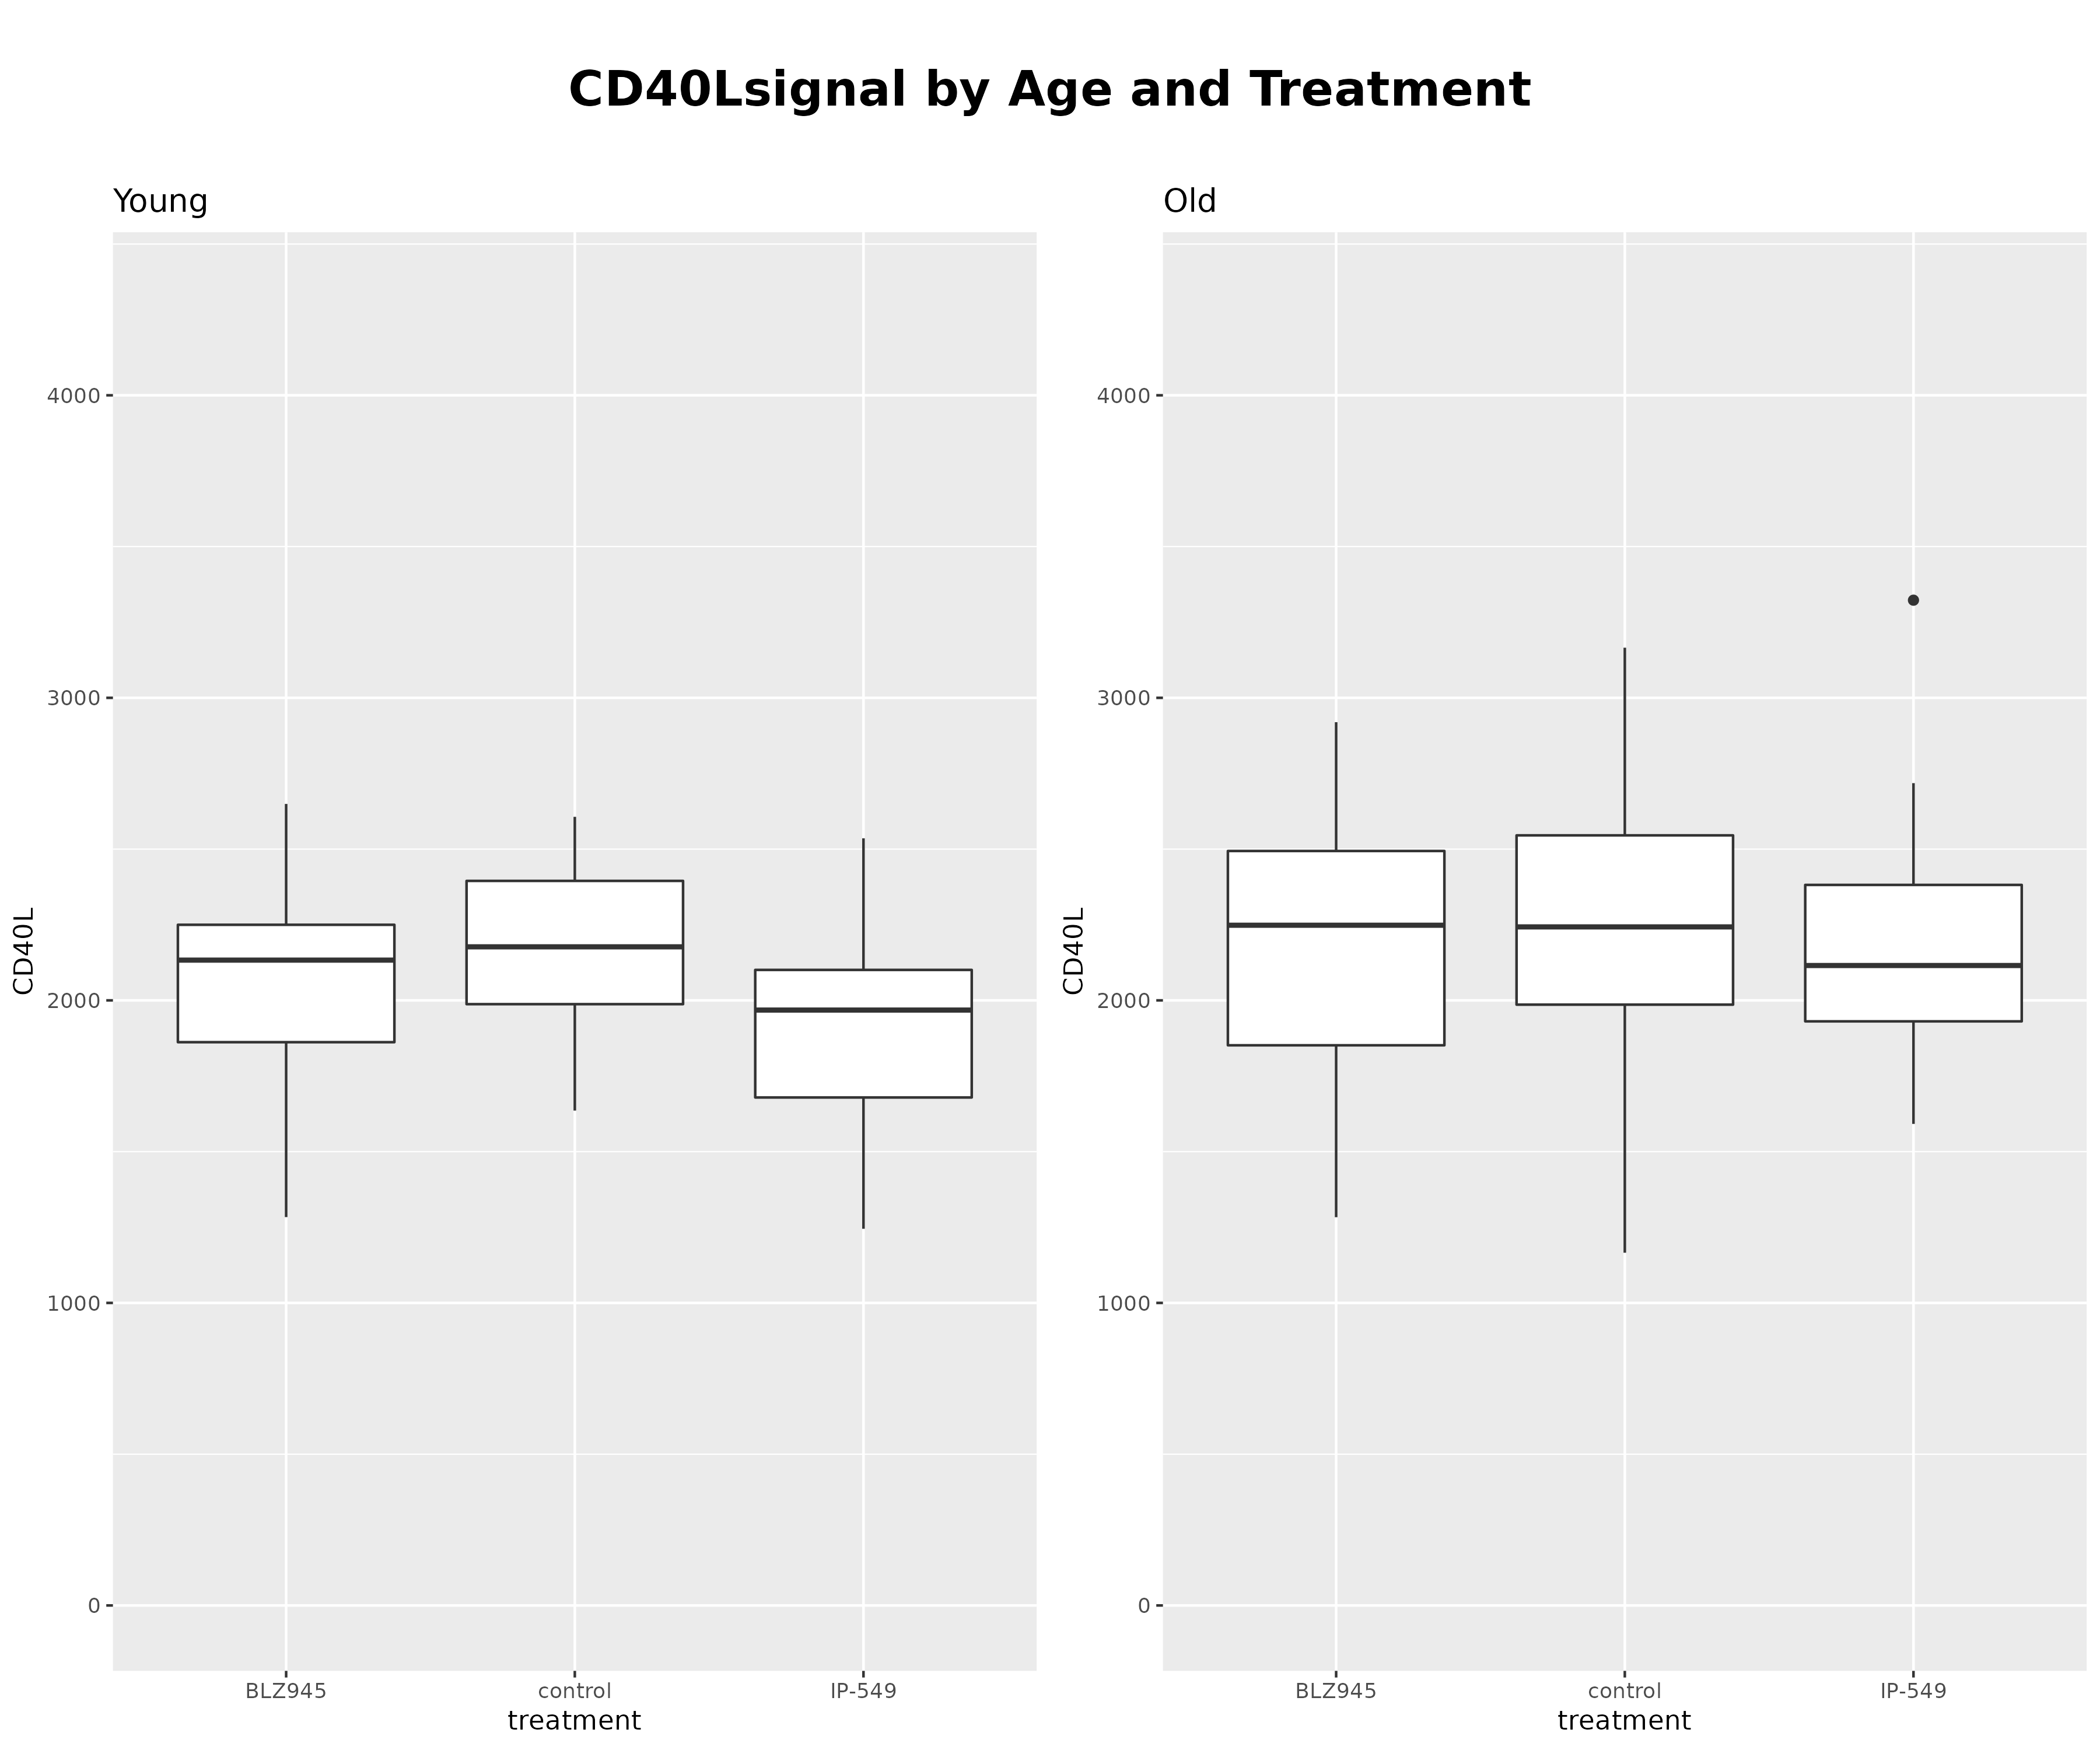 CD40Lsignal by Age and Treatment
Young
CD40L
4000
3000
2000
1000
0
BLZ945 control IP-549
treatment
Old
CD40L
4000
3000
2000
1000
0
BLZ945 control IP-549
treatment